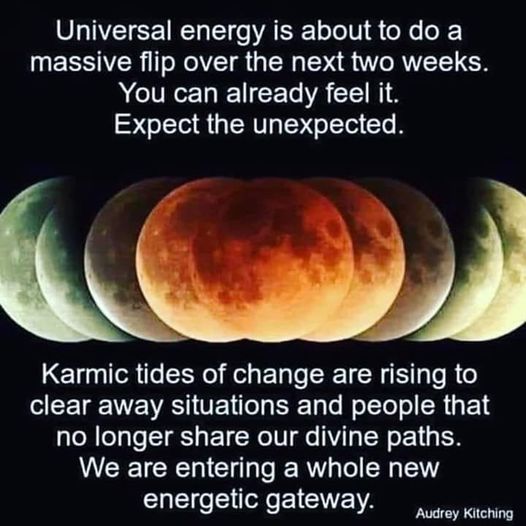 Universal energy is about to do a
massive flip over the next two weeks.
You can already feel it.
Expect the unexpected.
Karmic tides of change are rising to
clear away situations and people that
no longer share our divine paths.
We are entering a whole new
energetic gateway.
Audrey Kitching